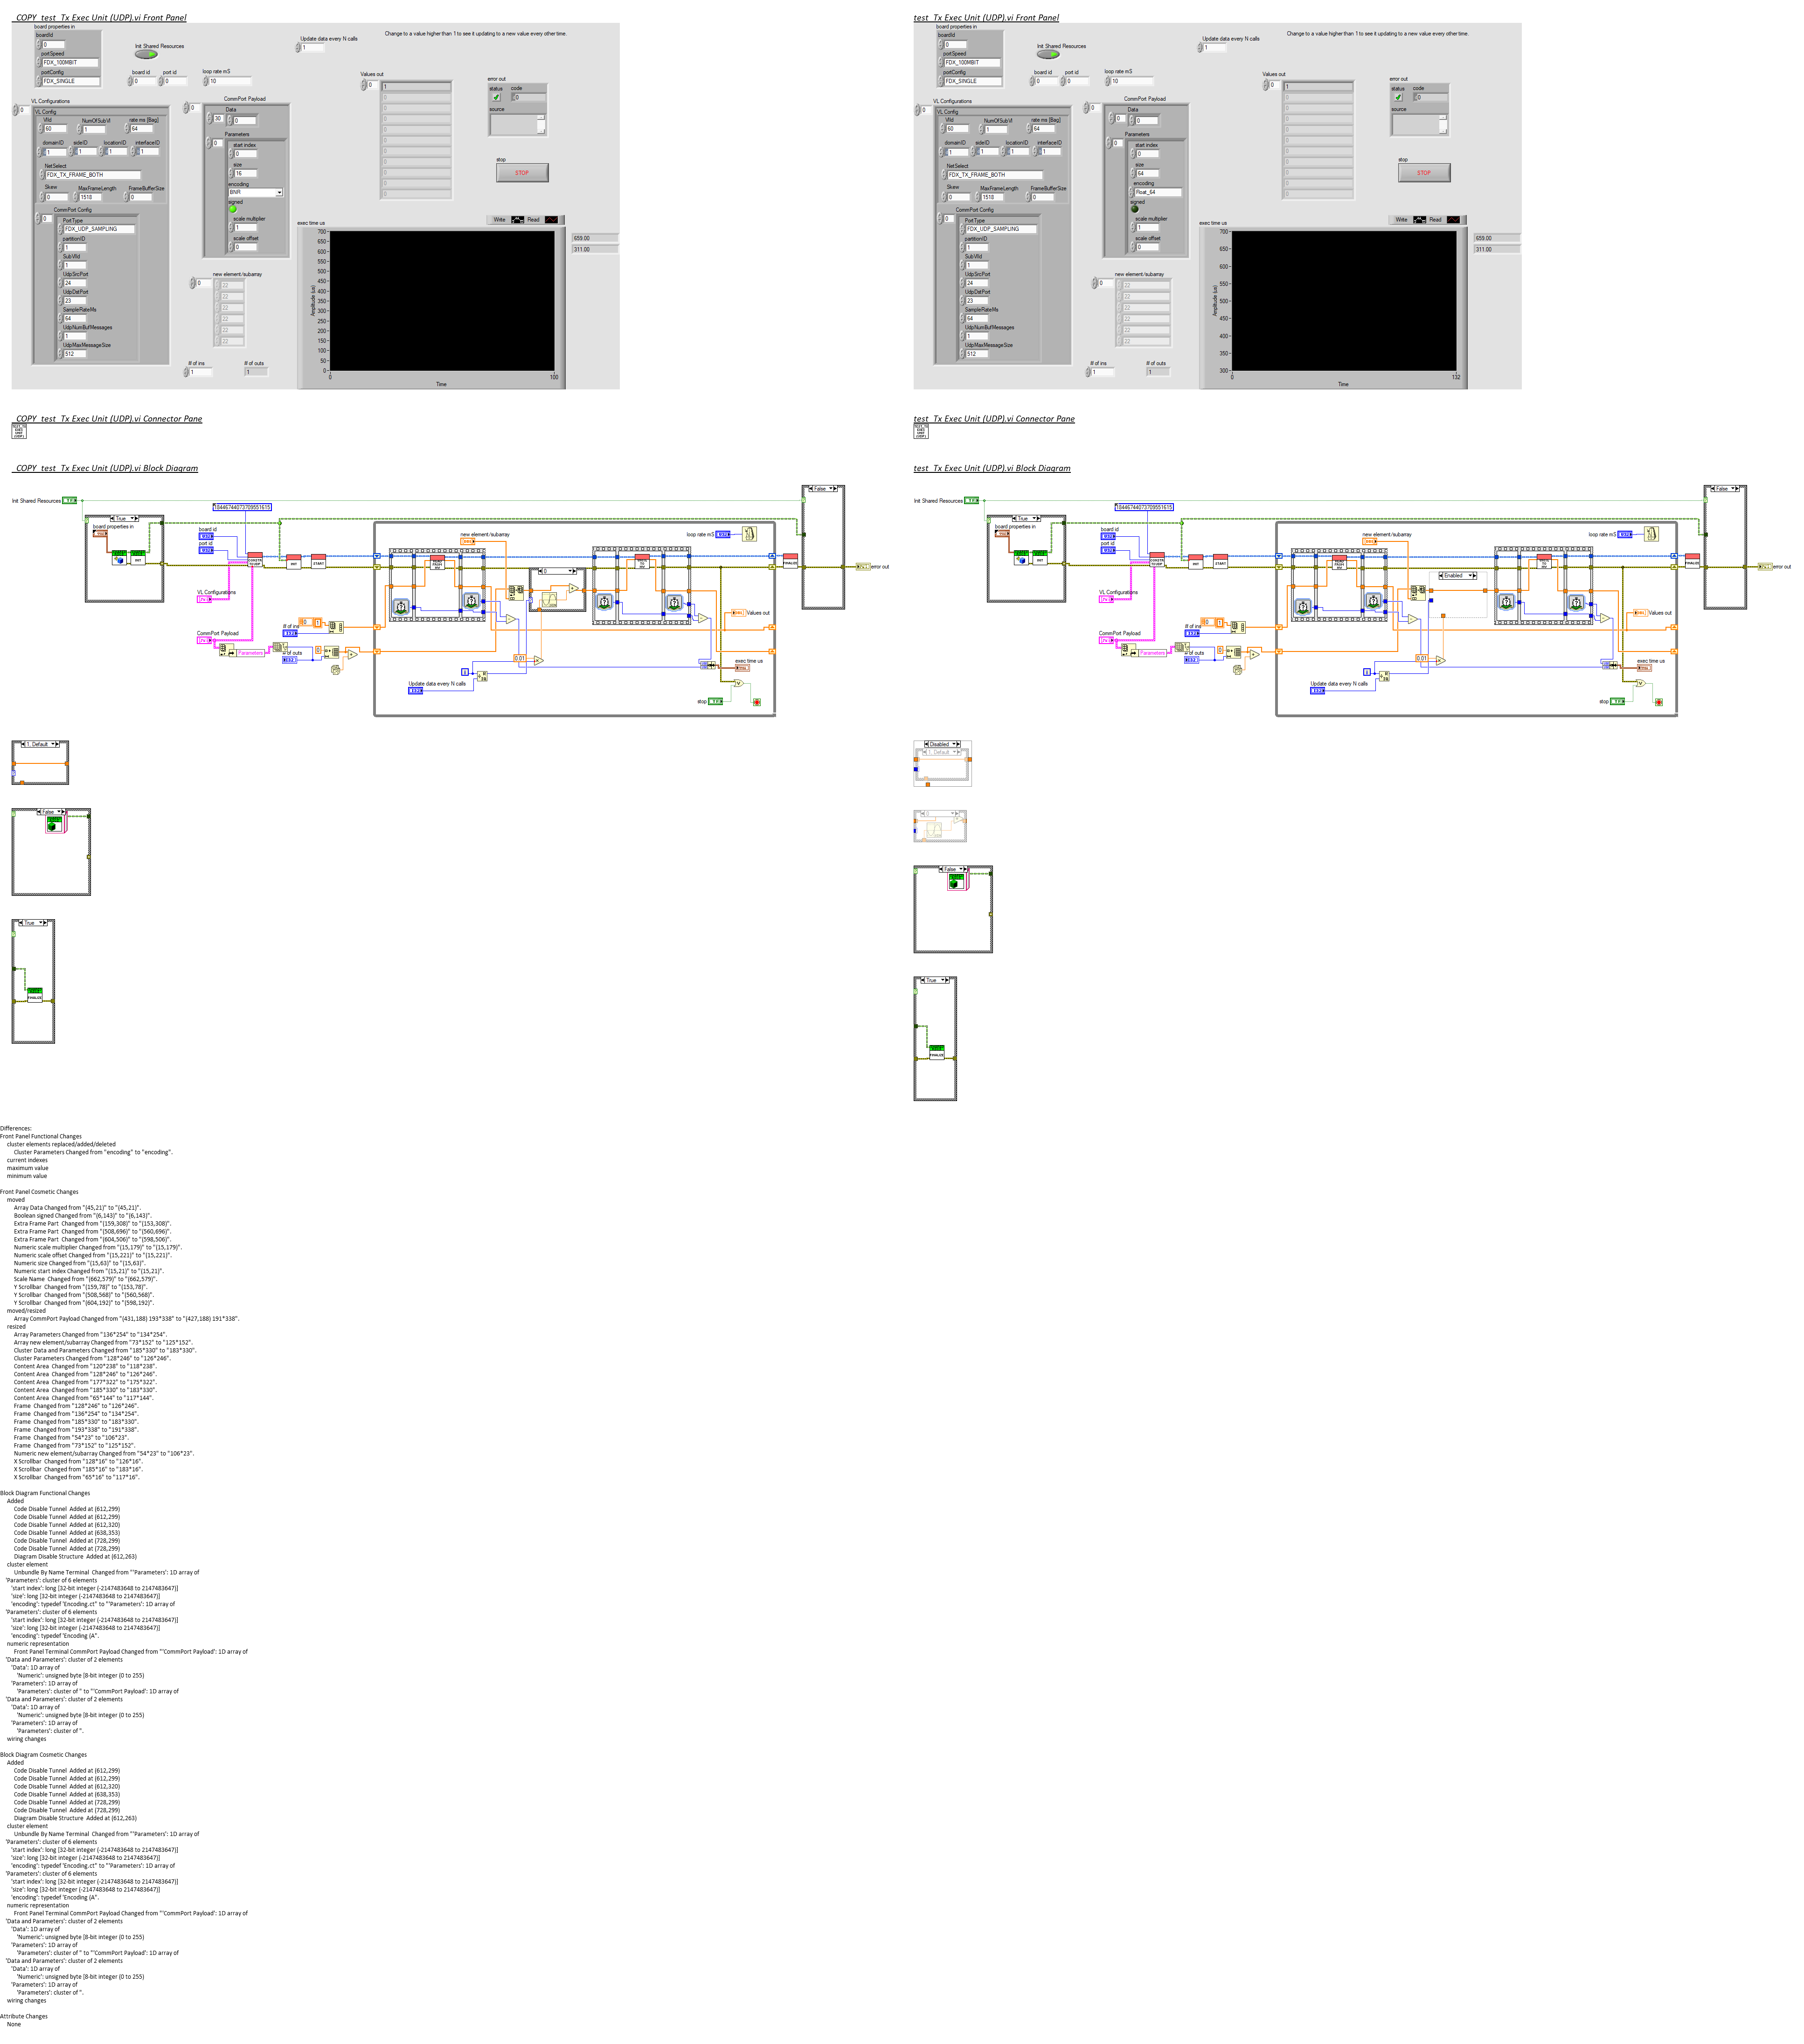 _COPY_test_Tx Exec Unit (UDP).vi Front Panel
board properties in
boardId
0
portSpeed
FDX_100MBIT
portConfig
FDX_SINGLE
Init Shared Resources
board id
port id
loop rate mS
0
0
10
Update data every N calls
1
Change to a value higher than 1 to see it updating to a new value every other time.
Values out
0
1
error out
status
code
0
source
stop
STOP
VL Configurations
0
VL Config
VlId
NumOfSubVl
rate ms [Bag]
60
1
64
domainID
sideID
locationID
interfaceID
1
1
1
1
NetSelect
FDX_TX_FRAME_BOTH
Skew
MaxFrameLength
FrameBufferSize
0
1518
0
CommPort Config
0
PortType
FDX_UDP_SAMPLING
partitionID
1
SubVlId
1
UdpSrcPort
24
UdpDstPort
23
SampleRateMs
64
UdpNumBufMessages
1
UdpMaxMessageSize
512
CommPort Payload
0
Data
30
0
Parameters
0
start index
0
size
16
encoding
BNR
signed
scale multiplier
1
scale offset
0
new element/subarray
0
22
22
22
22
22
22
# of ins
# of outs
1
1
Write
Read
exec time us
659.00
311.00
700
650
600
550
500
450
400
350
300
250
200
150
100
50
0
Amplitude (us)
0
100
Time
test_Tx Exec Unit (UDP).vi Front Panel
board properties in
boardId
0
portSpeed
FDX_100MBIT
portConfig
FDX_SINGLE
Init Shared Resources
board id
port id
loop rate mS
0
0
10
Update data every N calls
1
Change to a value higher than 1 to see it updating to a new value every other time.
Values out
0
1
error out
status
code
0
source
stop
STOP
VL Configurations
0
VL Config
VlId
NumOfSubVl
rate ms [Bag]
60
1
64
domainID
sideID
locationID
interfaceID
1
1
1
1
NetSelect
FDX_TX_FRAME_BOTH
Skew
MaxFrameLength
FrameBufferSize
0
1518
0
CommPort Config
0
PortType
FDX_UDP_SAMPLING
partitionID
1
SubVlId
1
UdpSrcPort
24
UdpDstPort
23
SampleRateMs
64
UdpNumBufMessages
1
UdpMaxMessageSize
512
CommPort Payload
0
Data
0
0
Parameters
0
start index
0
size
64
encoding
Float_64
signed
scale multiplier
1
scale offset
0
new element/subarray
0
22
22
22
22
22
22
# of ins
# of outs
1
1
Write
Read
exec time us
659.00
311.00
700
650
600
550
500
450
400
350
300
Amplitude (us)
0
132
Time
_COPY_test_Tx Exec Unit (UDP).vi Connector Pane
test_Tx Exec Unit (UDP).vi Connector Pane
_COPY_test_Tx Exec Unit (UDP).vi Block Diagram
Init Shared Resources
18446744073709551615
True
board properties in
board id
port id
INIT
START
VL Configurations
CommPort Payload
Parameters
# of ins
new element/subarray
0
0.01
Update data every N calls
loop rate mS
Values out
exec time us
stop
False
FINALIZE
error out
1, Default
False
True
FINALIZE
test_Tx Exec Unit (UDP).vi Block Diagram
Init Shared Resources
18446744073709551615
True
board properties in
board id
port id
INIT
START
VL Configurations
CommPort Payload
Parameters
# of ins
new element/subarray
Enabled
0.01
Update data every N calls
loop rate mS
Values out
exec time us
stop
False
FINALIZE
error out
Disabled
1, Default
False
True
FINALIZE
Differences:
Front Panel Functional Changes
cluster elements replaced/added/deleted
Cluster Parameters Changed from "encoding" to "encoding".
current indexes
maximum value
minimum value
Front Panel Cosmetic Changes
moved
Array Data Changed from "(45,21)" to "(45,21)".
Boolean signed Changed from "(6,143)" to "(6,143)".
Extra Frame Part Changed from "(159,308)" to "(153,308)".
Extra Frame Part Changed from "(508,696)" to "(560,696)".
Extra Frame Part Changed from "(604,506)" to "(598,506)".
Numeric scale multiplier Changed from "(15,179)" to "(15,179)".
Numeric scale offset Changed from "(15,221)" to "(15,221)".
Numeric size Changed from "(15,63)" to "(15,63)".
Numeric start index Changed from "(15,21)" to "(15,21)".
Scale Name Changed from "(662,579)" to "(662,579)".
Y Scrollbar Changed from "(159,78)" to "(153,78)".
Y Scrollbar Changed from "(508,568)" to "(560,568)".
Y Scrollbar Changed from "(604,192)" to "(598,192)".
moved/resized
Array CommPort Payload Changed from "(431,188) 193*338" to "(427,188) 191*338".
resized
Array Parameters Changed from "136*254" to "134*254".
Array new element/subarray Changed from "73*152" to "125*152".
Cluster Data and Parameters Changed from "185*330" to "183*330".
Cluster Parameters Changed from "128*246" to "126*246".
Content Area Changed from "120*238" to "118*238".
Content Area Changed from "128*246" to "126*246".
Content Area Changed from "177*322" to "175*322".
Content Area Changed from "185*330" to "183*330".
Content Area Changed from "65*144" to "117*144".
Frame Changed from "128*246" to "126*246".
Frame Changed from "136*254" to "134*254".
Frame Changed from "185*330" to "183*330".
Frame Changed from "193*338" to "191*338".
Frame Changed from "54*23" to "106*23".
Frame Changed from "73*152" to "125*152".
Numeric new element/subarray Changed from "54*23" to "106*23".
X Scrollbar Changed from "128*16" to "126*16".
X Scrollbar Changed from "185*16" to "183*16".
X Scrollbar Changed from "65*16" to "117*16".
Block Diagram Functional Changes
Added
Code Disable Tunnel Added at (612,299)
Code Disable Tunnel Added at (612,299)
Code Disable Tunnel Added at (612,320)
Code Disable Tunnel Added at (638,353)
Code Disable Tunnel Added at (728,299)
Code Disable Tunnel Added at (728,299)
Diagram Disable Structure Added at (612,263)
cluster element
Unbundle By Name Terminal Changed from "'Parameters': 1D array of
'Parameters': cluster of 6 elements
'start index': long [32-bit integer (-2147483648 to 2147483647)]
'size': long [32-bit integer (-2147483648 to 2147483647)]
'encoding': typedef 'Encoding.ct" to "'Parameters': 1D array of
'Parameters': cluster of 6 elements
'start index': long [32-bit integer (-2147483648 to 2147483647)]
'size': long [32-bit integer (-2147483648 to 2147483647)]
'encoding': typedef 'Encoding (A".
numeric representation
Front Panel Terminal CommPort Payload Changed from "'CommPort Payload': 1D array of
'Data and Parameters': cluster of 2 elements
'Data': 1D array of
'Numeric': unsigned byte [8-bit integer (0 to 255)
'Parameters': 1D array of
'Parameters': cluster of " to "'CommPort Payload': 1D array of
'Data and Parameters': cluster of 2 elements
'Data': 1D array of
'Numeric': unsigned byte [8-bit integer (0 to 255)
'Parameters': 1D array of
'Parameters': cluster of ".
wiring changes
Block Diagram Cosmetic Changes
Added
Code Disable Tunnel Added at (612,299)
Code Disable Tunnel Added at (612,299)
Code Disable Tunnel Added at (612,320)
Code Disable Tunnel Added at (638,353)
Code Disable Tunnel Added at (728,299)
Code Disable Tunnel Added at (728,299)
Diagram Disable Structure Added at (612,263)
cluster element
Unbundle By Name Terminal Changed from "'Parameters': 1D array of
'Parameters': cluster of 6 elements
'start index': long [32-bit integer (-2147483648 to 2147483647)]
'size': long [32-bit integer (-2147483648 to 2147483647)]
'encoding': typedef 'Encoding.ct" to "'Parameters': 1D array of
'Parameters': cluster of 6 elements
'start index': long [32-bit integer (-2147483648 to 2147483647)]
'size': long [32-bit integer (-2147483648 to 2147483647)]
'encoding': typedef 'Encoding (A".
numeric representation
Front Panel Terminal CommPort Payload Changed from "'CommPort Payload': 1D array of
'Data and Parameters': cluster of 2 elements
'Data': 1D array of
'Numeric': unsigned byte [8-bit integer (0 to 255)
'Parameters': 1D array of
'Parameters': cluster of " to "'CommPort Payload': 1D array of
'Data and Parameters': cluster of 2 elements
'Data': 1D array of
'Numeric': unsigned byte [8-bit integer (0 to 255)
'Parameters': 1D array of
'Parameters': cluster of ".
wiring changes
Attribute Changes
None